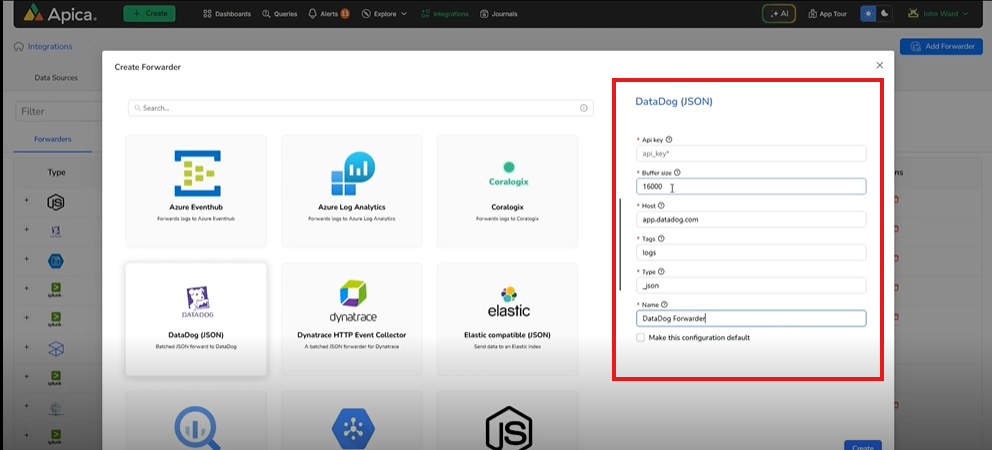 Apica
Create
Dashboards
Queries
Alerts
Explore
Integrations
Journals
AI
App Tour
John Ward
Integrations
Add Forwarder
Data Sources
Filter
Forwarders
Type
Create Forwarder
Search...
Azure Eventhub
Forwards logs to Azure Eventhub
Azure Log Analytics
Forwards logs to Azure Log Analytics
Coralogix
Coralogix
Forwards logs to Coralogix
DATADOG
DataDog (JSON)
Batched JSON forward to DataDog
dynatrace
Dynatrace HTTP Event Collector
A batched JSON forwarder for Dynatrace
elastic
Elastic compatible (JSON)
Send data to an Elastic index
JS
DataDog (JSON)
* Api key
api_key*
* Buffer size
16000
* Host
app.datadog.com
* Tags
logs
* Type
_json
* Name
DataDog Forwarder
Make this configuration default
Create